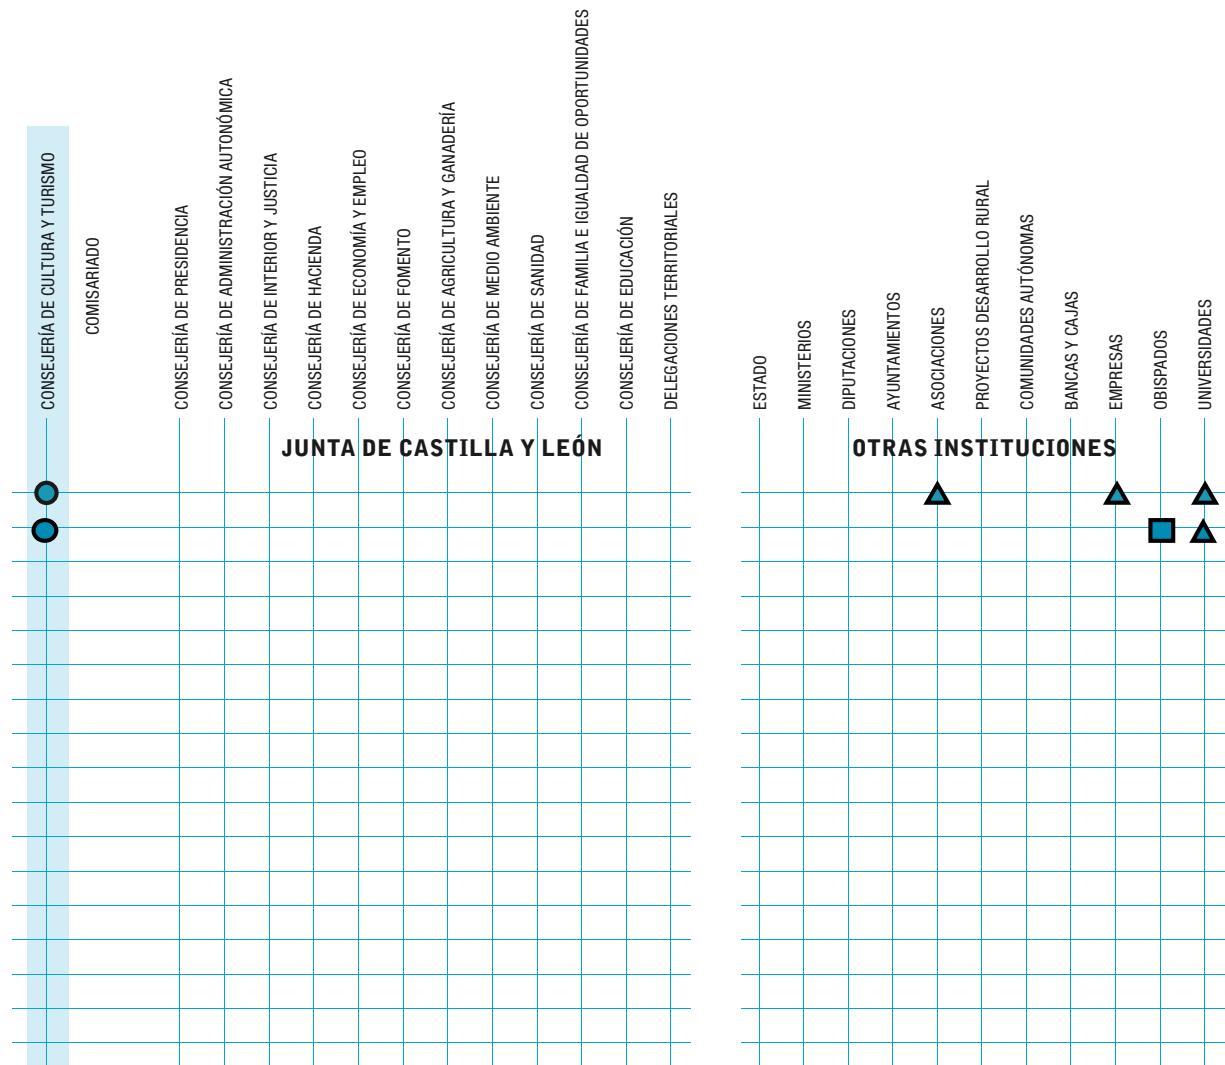 CONSEJERÍA DE CULTURA Y TURISMO
COMISARIADO
CONSEJERÍA DE PRESIDENCIA
CONSEJERÍA DE ADMINISTRACIÓN AUTONÓMICA
CONSEJERÍA DE INTERIOR Y JUSTICIA
CONSEJERÍA DE HACIENDA
CONSEJERÍA DE ECONOMÍA Y EMPLEO
CONSEJERÍA DE FOMENTO
CONSEJERÍA DE AGRICULTURA Y GANADERÍA
CONSEJERÍA DE MEDIO AMBIENTE
CONSEJERÍA DE SANIDAD
CONSEJERÍA DE FAMILIA E IGUALDAD DE OPORTUNIDADES
CONSEJERÍA DE EDUCACIÓN
DELEGACIONES TERRITORIALES
ESTADO
MINISTERIOS
DIPUTACIONES
AYUNTAMIENTOS
ASOCIACIONES
PROYECTOS DESARROLLO RURAL
COMUNIDADES AUTÓNOMAS
BANCAS Y CAJAS
EMPRESAS
OBISPADOS
UNIVERSIDADES
JUNTA DE CASTILLA Y LEÓN
OTRAS INSTITUCIONES